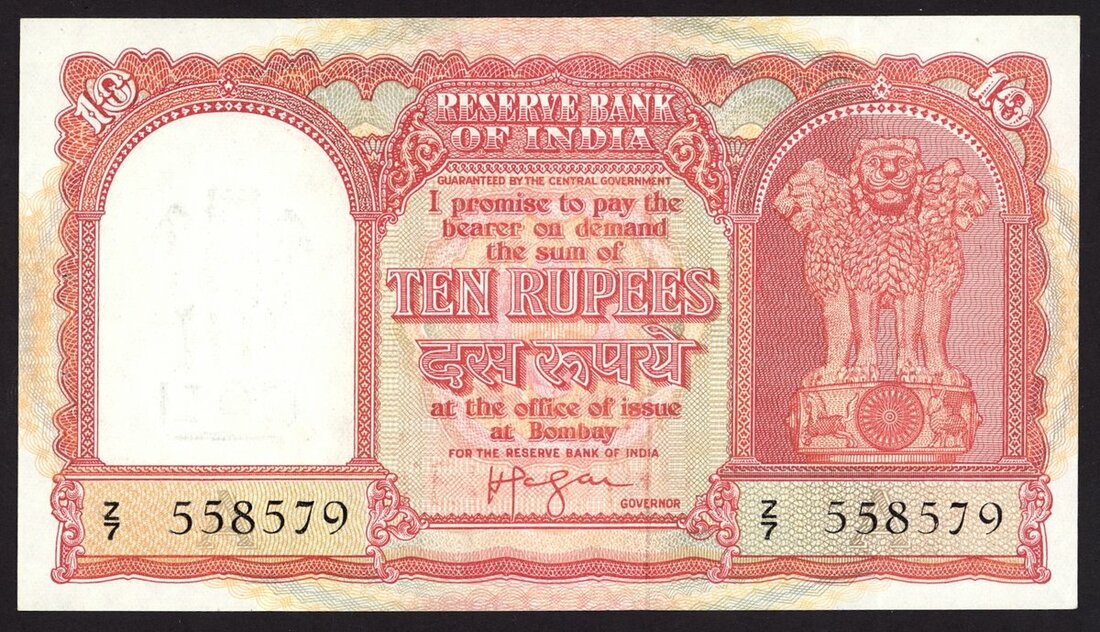 10
10
RESERVE BANK
OF INDIA
GUARANTEED BY THE CENTRAL GOVERNMENT
I promise to pay the
bearer on demand
the sum of
TEN RUPEES
दस रूपये
at the office of issue
at Bombay
FOR THE RESERVE BANK OF INDIA
GOVERNOR
Z/7 558579
Z/7 558579